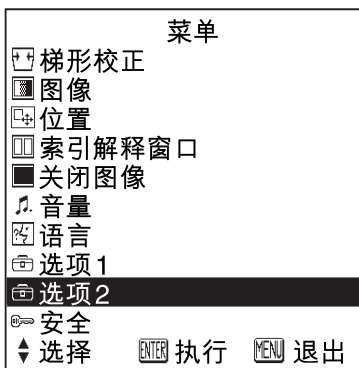 菜单
梯形校正
图像
位置
索引解释窗口
关闭图像
音量
语言
选项1
选项2
安全
选择 ENTER 执行 MENU 退出